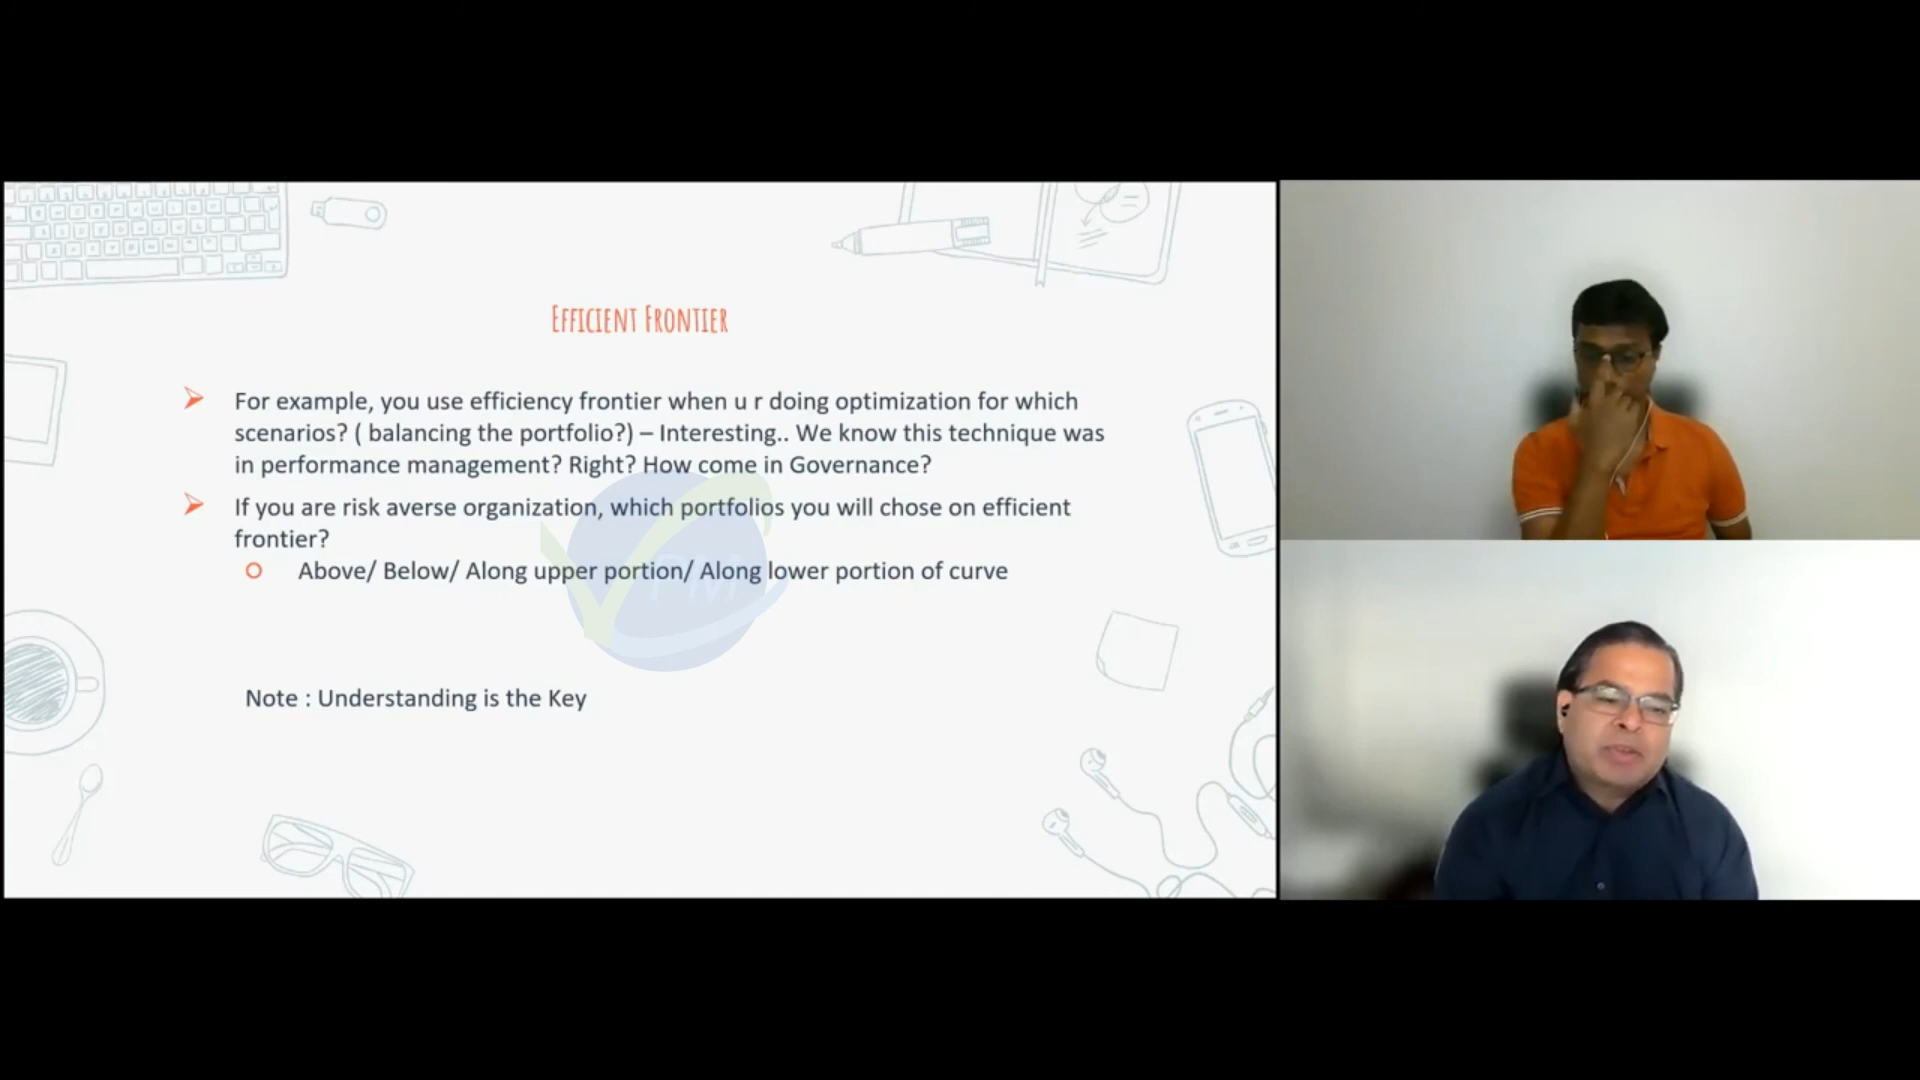 Efficient Frontier
For example, you use efficiency frontier when u r doing optimization for which
scenarios? ( balancing the portfolio?) – Interesting.. We know this technique was
in performance management? Right? How come in Governance?
If you are risk averse organization, which portfolios you will chose on efficient
frontier?
Above/ Below/ Along upper portion/ Along lower portion of curve
PM
Note : Understanding is the Key